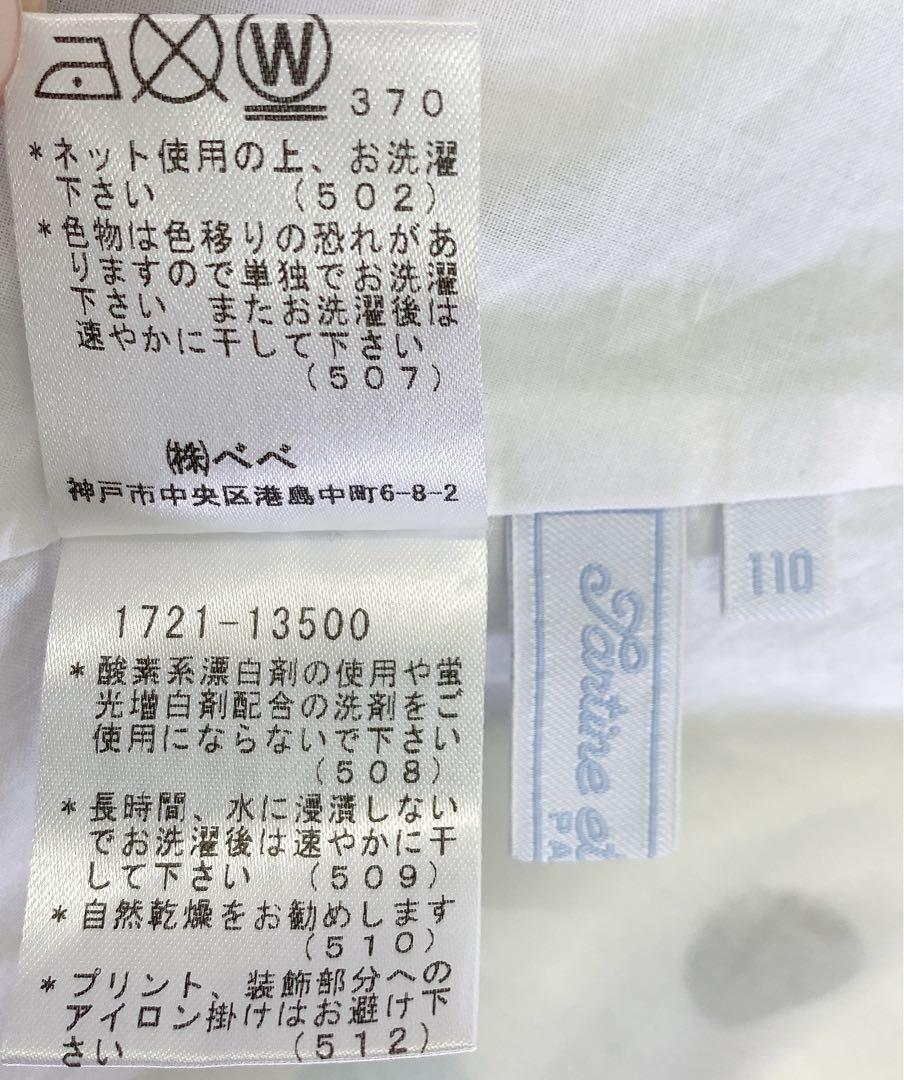 W
370
*ネット使用の上、お洗濯
下さい (502)
*色物は色移りの恐れがあ
りますので単独でお洗濯
下さい またお洗濯後は
速やかに干して下さい
(507)
㈱べべ
神戸市中央区港島中町6-8-2
1721-13500
*酸素系漂白剤の使用や蛍
光増白剤配合の洗剤をご
使用にならないで下さい
(508)
*長時間、水に浸漬しない
でお洗濯後は速やかに干
して下さい (509)
*自然乾燥をお勧めします
(510)
*プリント、装飾部分への
アイロン掛けはお避け下
さい (512)
Tartine et
PA
110